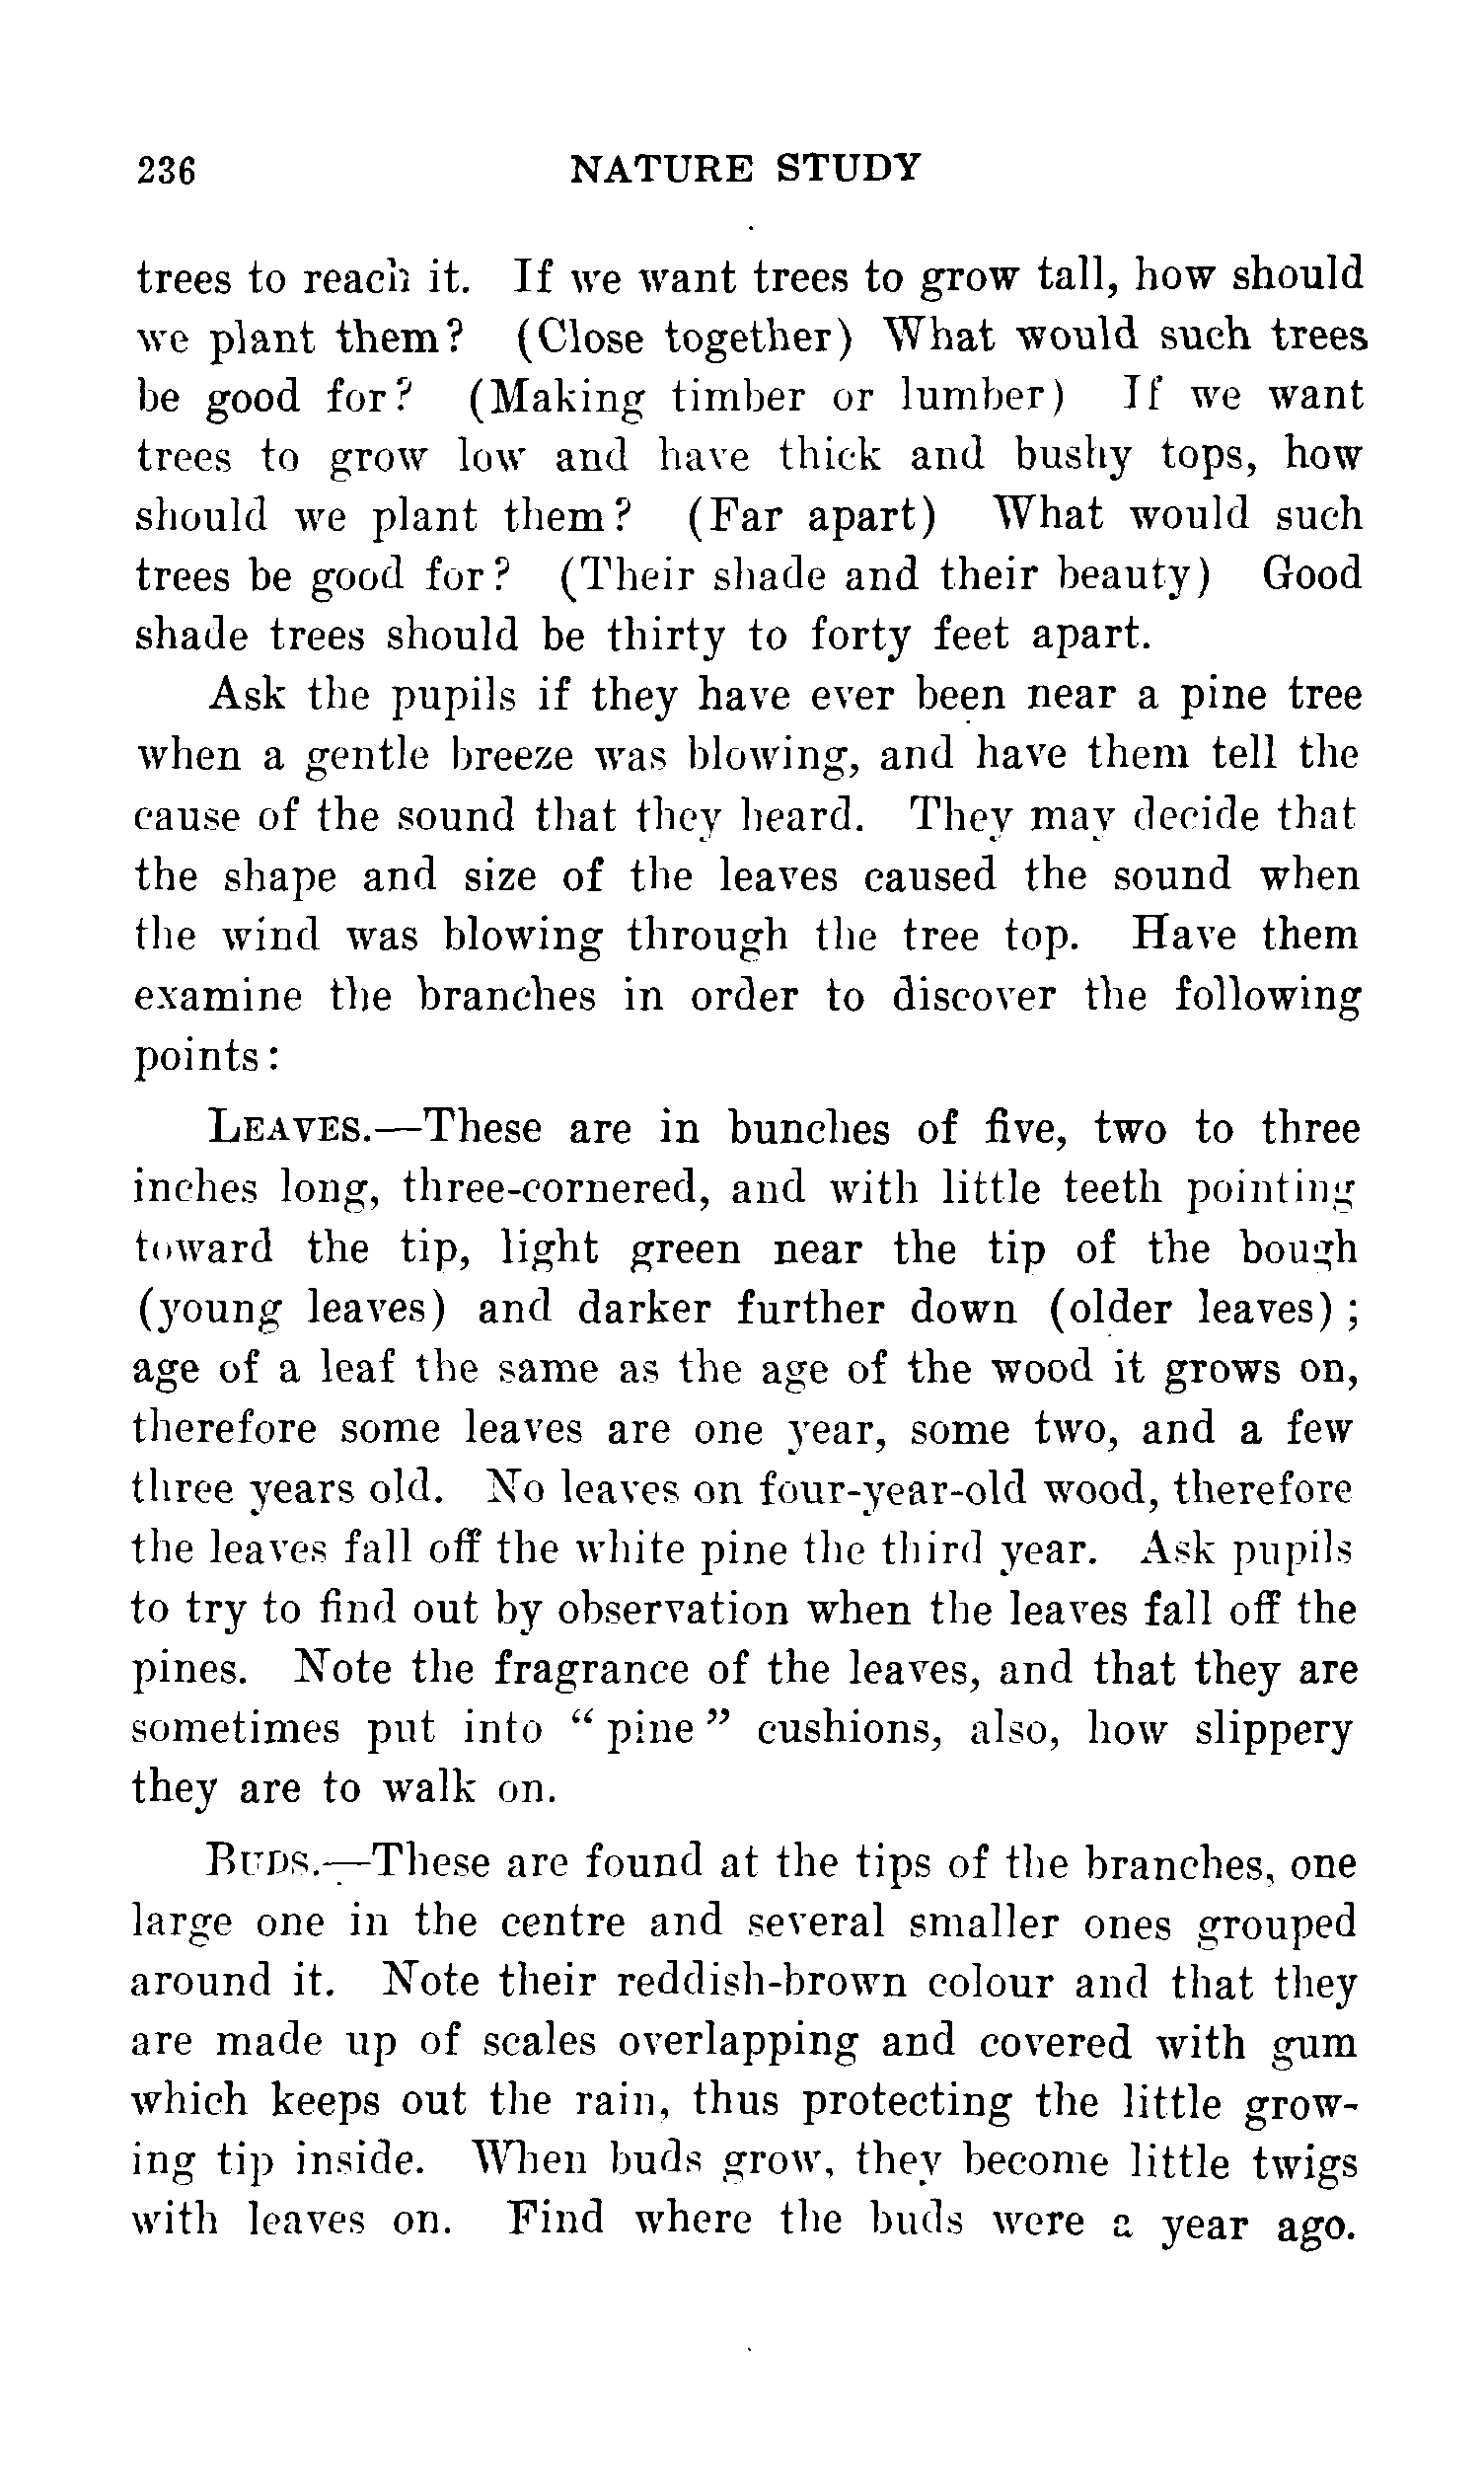 236 NATURE STUDY
trees to reach it. If we want trees to grow tall, how should
we plant them? (Close together) What would such trees
be good for? (Making timber or lumber) If we want
trees to grow low and have thick and bushy tops, how
should we plant them? (Far apart) What would such
trees be good for? (Their shade and their beauty) Good
shade trees should be thirty to forty feet apart.
Ask the pupils if they have ever been near a pine tree
when a gentle breeze was blowing, and have them tell the
cause of the sound that they heard. They may decide that
the shape and size of the leaves caused the sound when
the wind was blowing through the tree top. Have them
examine the branches in order to discover the following
points:
LEAVES.—These are in bunches of five, two to three
inches long, three-cornered, and with little teeth pointing
toward the tip, light green near the tip of the bough
(young leaves) and darker further down (older leaves);
age of a leaf the same as the age of the wood it grows on,
therefore some leaves are one year, some two, and a few
three years old. No leaves on four-year-old wood, therefore
the leaves fall off the white pine the third year. Ask pupils
to try to find out by observation when the leaves fall off the
pines. Note the fragrance of the leaves, and that they are
sometimes put into "pine" cushions, also, how slippery
they are to walk on.
BUDS.—These are found at the tips of the branches, one
large one in the centre and several smaller ones grouped
around it. Note their reddish-brown colour and that they
are made up of scales overlapping and covered with gum
which keeps out the rain, thus protecting the little grow-
ing tip inside. When buds grow, they become little twigs
with leaves on. Find where the buds were a year ago.